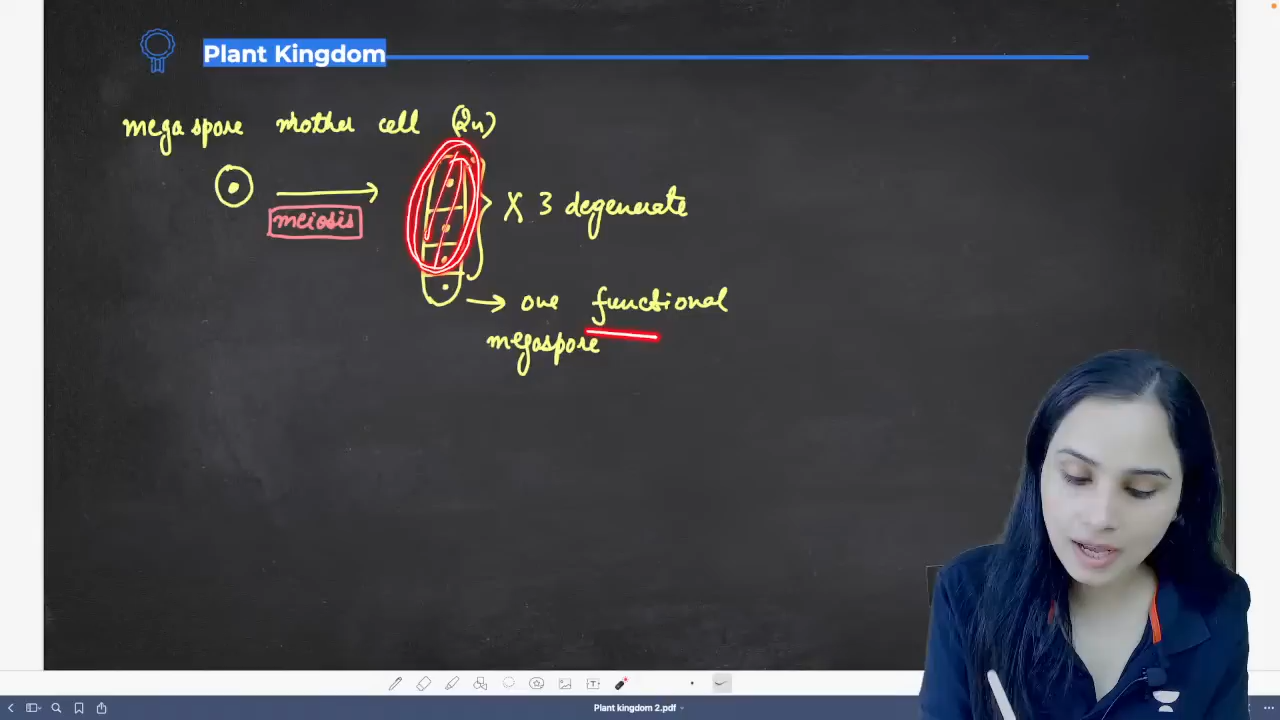 Plant Kingdom
mega spore mother cell (2n)
meiosis
X 3 degenerate
one functional
megaspore
Plant kingdom 2.pdf